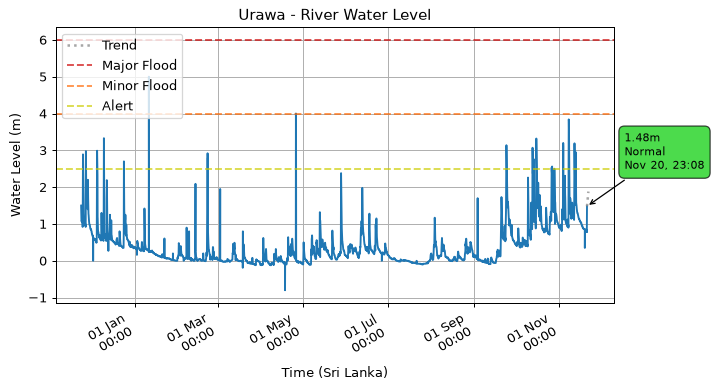 Urawa - River Water Level
Water Level (m)
6
5
4
3
2
1
0
−1
Trend
Major Flood
Minor Flood
Alert
1.48m
Normal
Nov 20, 23:08
01 Jan
00:00
01 Mar
00:00
01 May
00:00
01 Jul
00:00
01 Sep
00:00
01 Nov
00:00
Time (Sri Lanka)